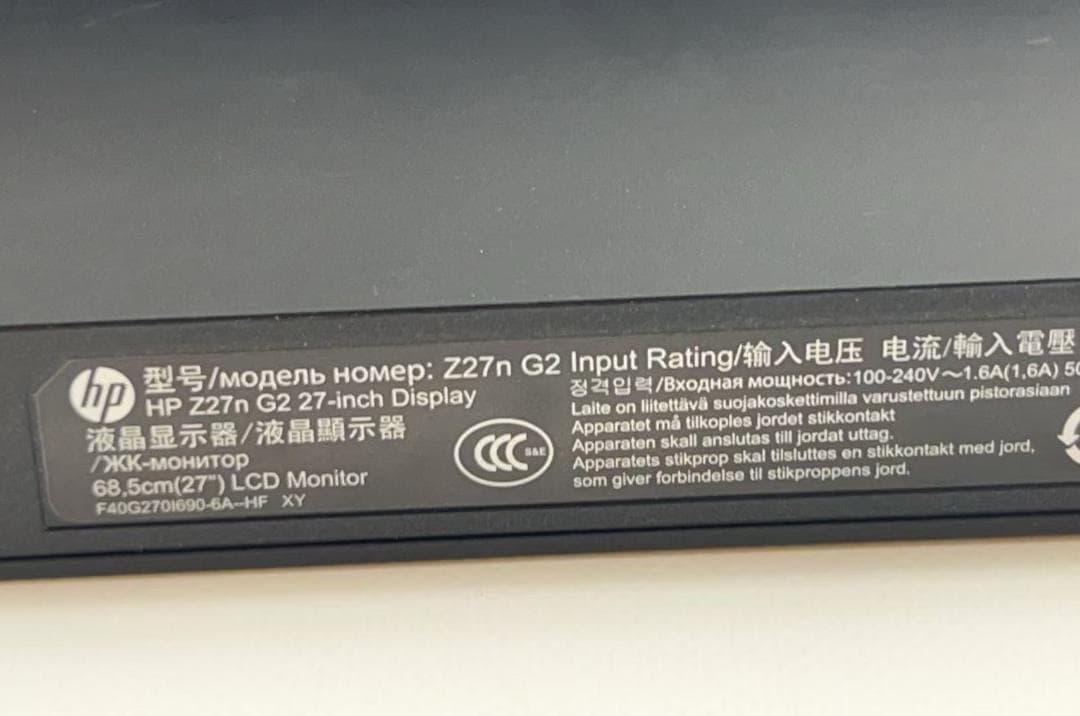 hp
型号/модель номер: Z27n G2
HP Z27n G2 27-inch Display
液晶显示器/液晶顯示器
/ЖК-монитор
68,5cm(27") LCD Monitor
F40G270I690-6A--HF XY
CCC S&E
Input Rating/输入电压 电流/輸入電壓
정격입력/Входная мощность:100-240V～1.6A(1,6A) 50
Laite on liitettävä suojakoskettimilla varustettuun pistorasiaan
Apparatet må tilkoples jordet stikkontakt
Apparaten skall anslutas till jordat uttag.
Apparatets stikprop skal tilsluttes en stikkontakt med jord,
som giver forbindelse til stikproppens jord.